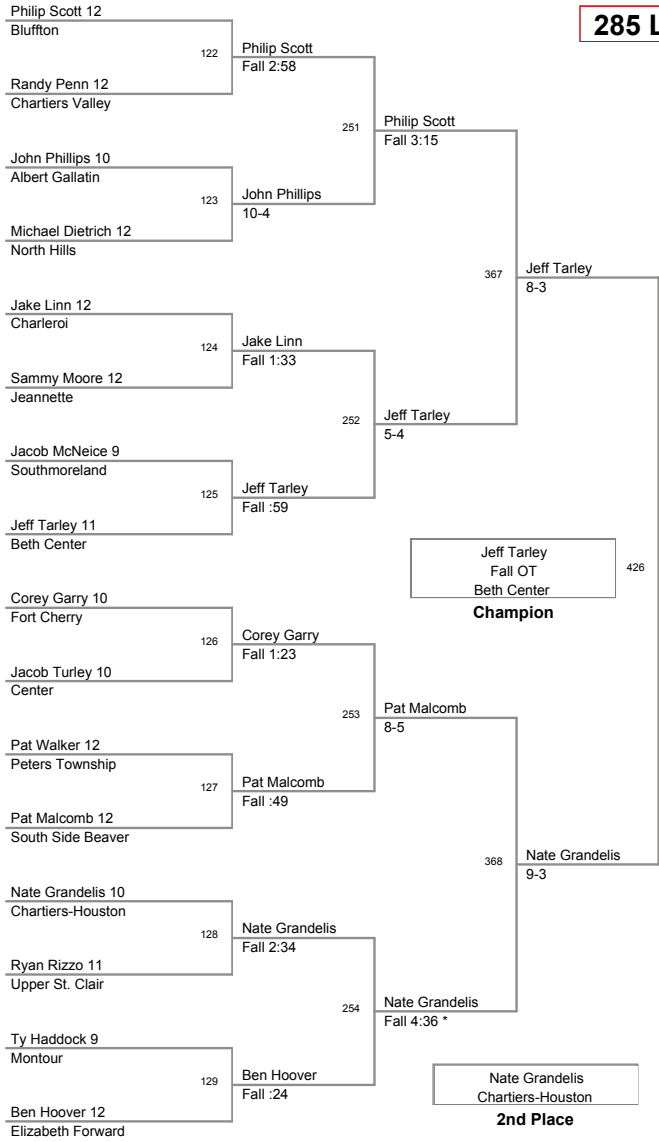 Philip Scott 12
Bluffton
285 L
122
Philip Scott
Fall 2:58
Randy Penn 12
Chartiers Valley
251
Philip Scott
Fall 3:15
John Phillips 10
Albert Gallatin
123
John Phillips
10-4
Michael Dietrich 12
North Hills
367
Jeff Tarley
8-3
Jake Linn 12
Charleroi
124
Jake Linn
Fall 1:33
Sammy Moore 12
Jeannette
252
Jeff Tarley
5-4
Jacob McNeice 9
Southmoreland
125
Jeff Tarley
Fall :59
Jeff Tarley 11
Beth Center
Jeff Tarley
Fall OT
Beth Center
426
Champion
Corey Garry 10
Fort Cherry
126
Corey Garry
Fall 1:23
Jacob Turley 10
Center
253
Pat Malcomb
8-5
Pat Walker 12
Peters Township
127
Pat Malcomb
Fall :49
Pat Malcomb 12
South Side Beaver
368
Nate Grandelis
9-3
Nate Grandelis 10
Chartiers-Houston
128
Nate Grandelis
Fall 2:34
Ryan Rizzo 11
Upper St. Clair
254
Nate Grandelis
Fall 4:36 *
Ty Haddock 9
Montour
129
Ben Hoover
Fall :24
Ben Hoover 12
Elizabeth Forward
Nate Grandelis
Chartiers-Houston
2nd Place